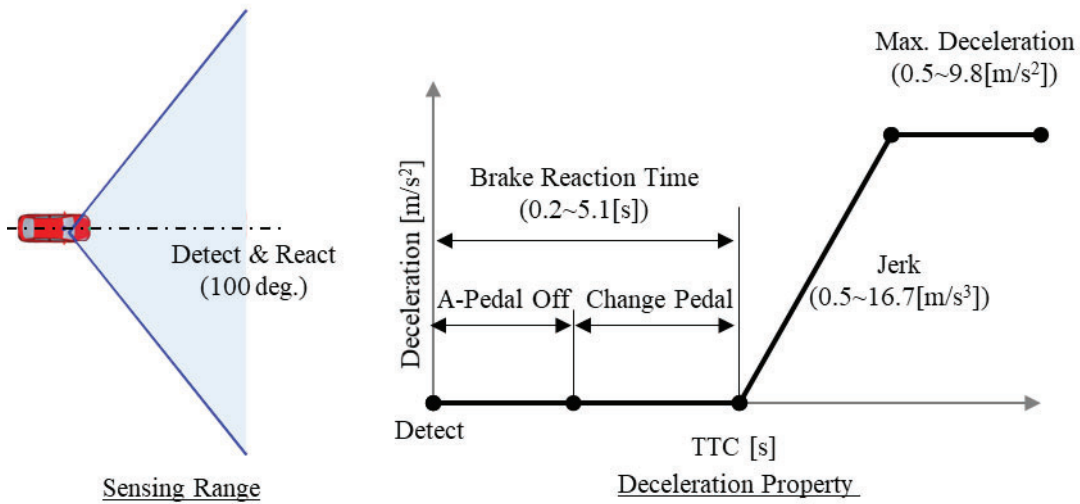 Detect & React
(100 deg.)
Sensing Range
Max. Deceleration
(0.5~9.8[m/s²])
Deceleration [m/s²]
Brake Reaction Time
(0.2~5.1[s])
A-Pedal Off
Change Pedal
Jerk
(0.5~16.7[m/s³])
Detect
TTC [s]
Deceleration Property